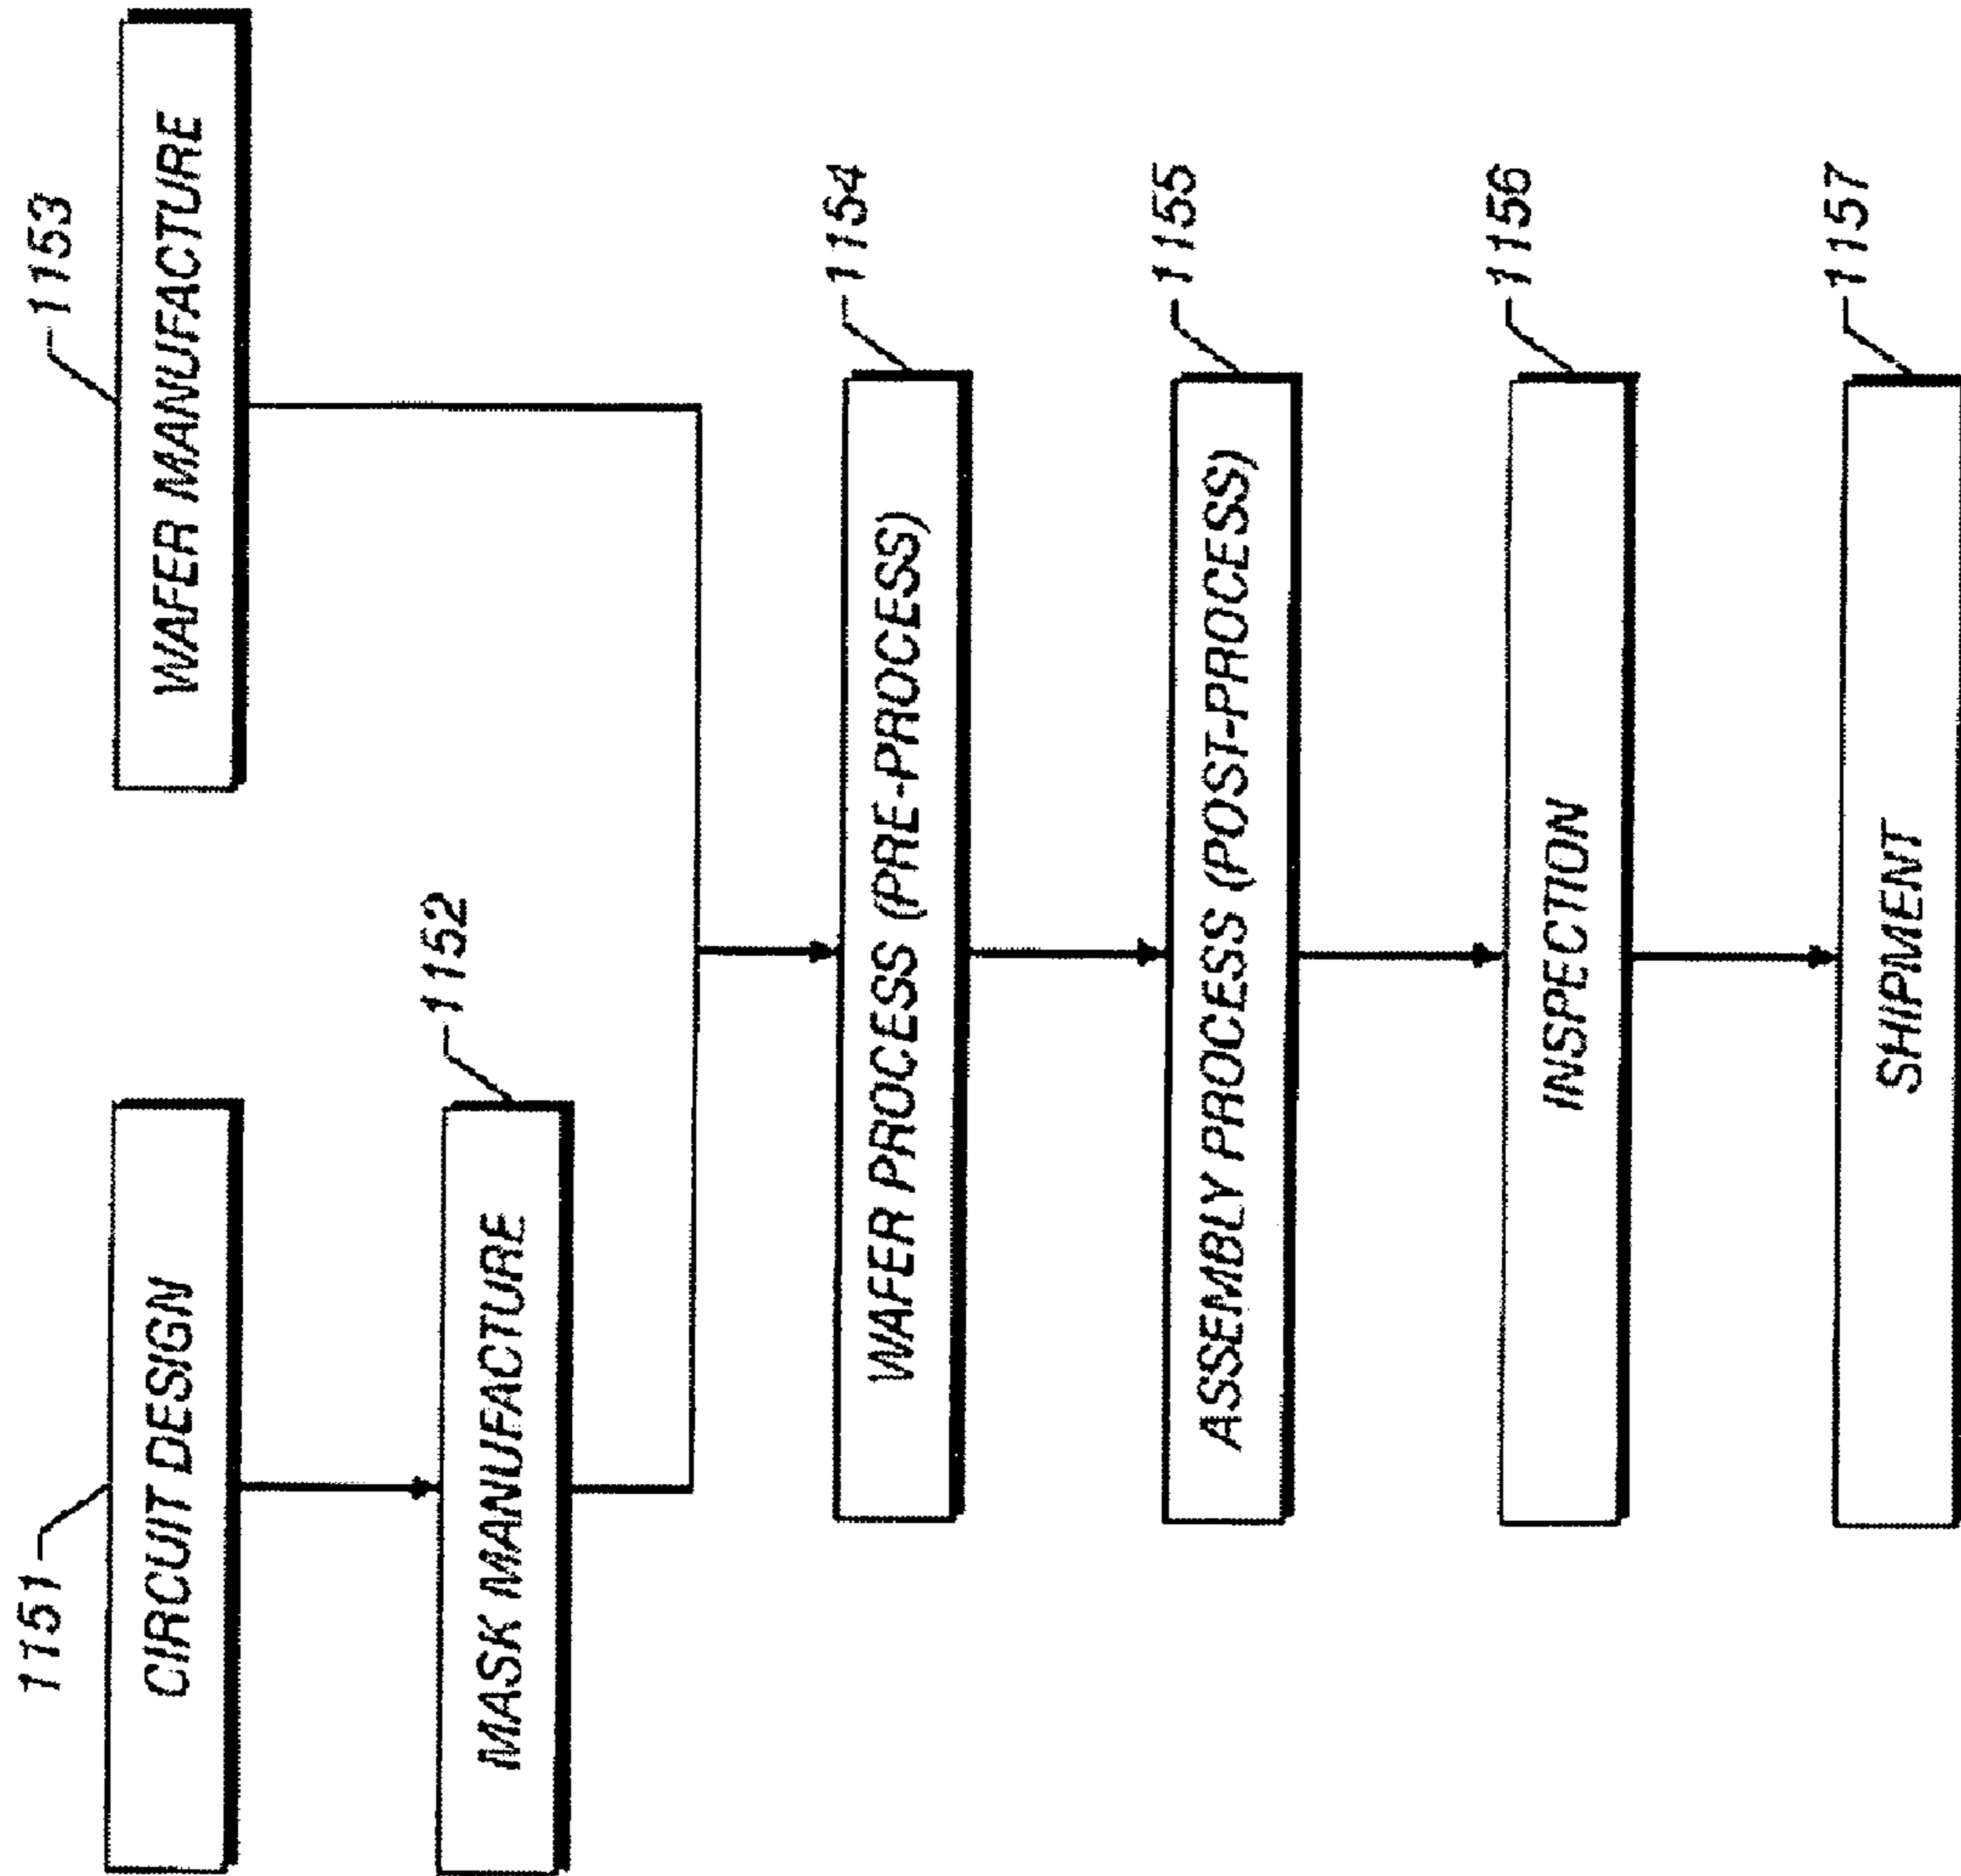 1151
CIRCUIT DESIGN
1153
WAFER MANUFACTURE
1152
MASK MANUFACTURE
1154
WAFER PROCESS (PRE-PROCESS)
1155
ASSEMBLY PROCESS (POST-PROCESS)
1156
INSPECTION
1157
SHIPMENT